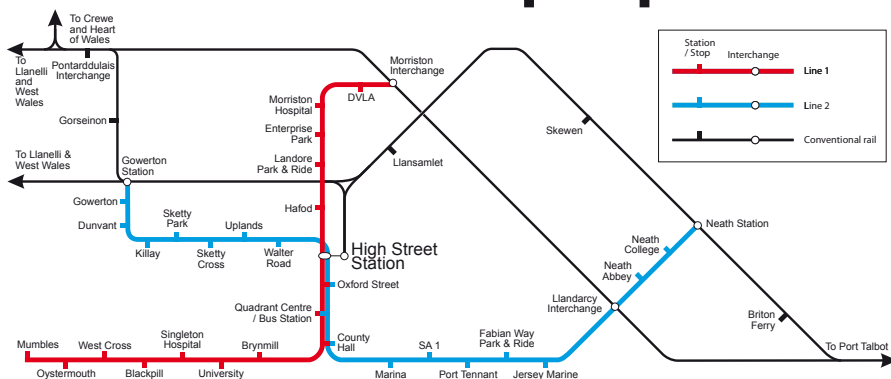 To Crewe
and Heart
of Wales
To
Llanelli
and
West
Wales
Pontarddulais
Interchange
Gorseinon
To Llanelli &
West Wales
Gowerton
Station
Gowerton
Dunvant
Killay
Sketty
Park
Sketty
Cross
Uplands
Walter
Road
Morriston
Interchange
DVLA
Morriston
Hospital
Enterprise
Park
Landore
Park & Ride
Hafod
Llansamlet
Skewen
High Street
Station
Oxford Street
Quadrant Centre
/ Bus Station
County
Hall
Mumbles
Oystermouth
West Cross
Blackpill
Singleton
Hospital
University
Brynmill
Marina
SA 1
Port Tennant
Fabian Way
Park & Ride
Jersey Marine
Llandarcy
Interchange
Neath
Abbey
Neath
College
Neath Station
Briton
Ferry
To Port Talbot
Station
/ Stop
Interchange
Line 1
Line 2
Conventional rail